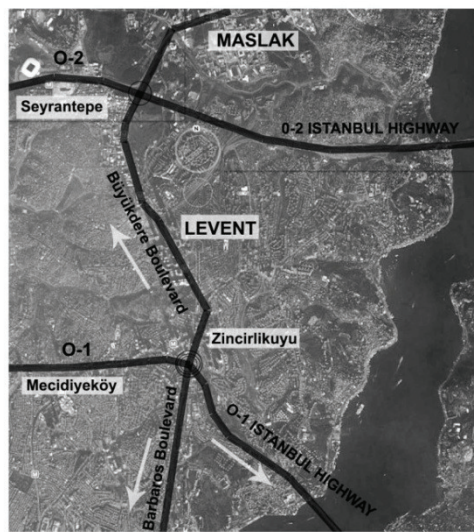 MASLAK
O-2
Seyrantepe
0-2 ISTANBUL HIGHWAY
Büyükdere Boulevard
LEVENT
Zincirlikuyu
O-1
Mecidiyeköy
O-1 ISTANBUL HIGHWAY
Barbaros Boulevard